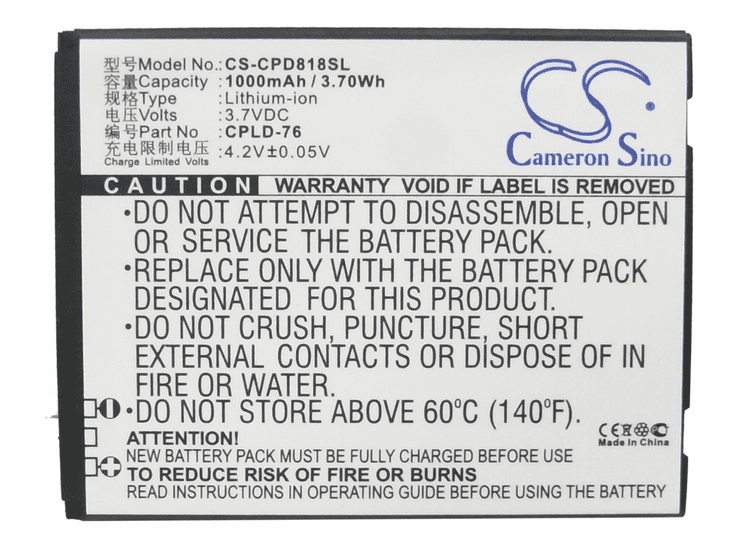 型号Model No.:CS-CPD818SL
容量Capacity :1000mAh / 3.70Wh
规格Type :Lithium-ion
电压Volts :3.7VDC
编号Part No. :CPLD-76
充电限制电压 :4.2V±0.05V
Charge Limited Voltage
CS
Cameron Sino
CAUTION WARRANTY VOID IF LABEL IS REMOVED
•DO NOT ATTEMPT TO DISASSEMBLE, OPEN
OR SERVICE THE BATTERY PACK.
•REPLACE ONLY WITH THE BATTERY PACK
DESIGNATED FOR THIS PRODUCT.
•DO NOT CRUSH, PUNCTURE, SHORT
EXTERNAL CONTACTS OR DISPOSE OF
IN FIRE OR WATER.
•DO NOT STORE ABOVE 60°C (140°F).
CE
Made in China
ATTENTION!
NEW BATTERY PACK MUST BE FULLY CHARGED BEFORE USE
TO REDUCE RISK OF FIRE OR BURNS
READ INSTRUCTIONS IN OPERATING GUIDE BEFORE USING THE BATTERY